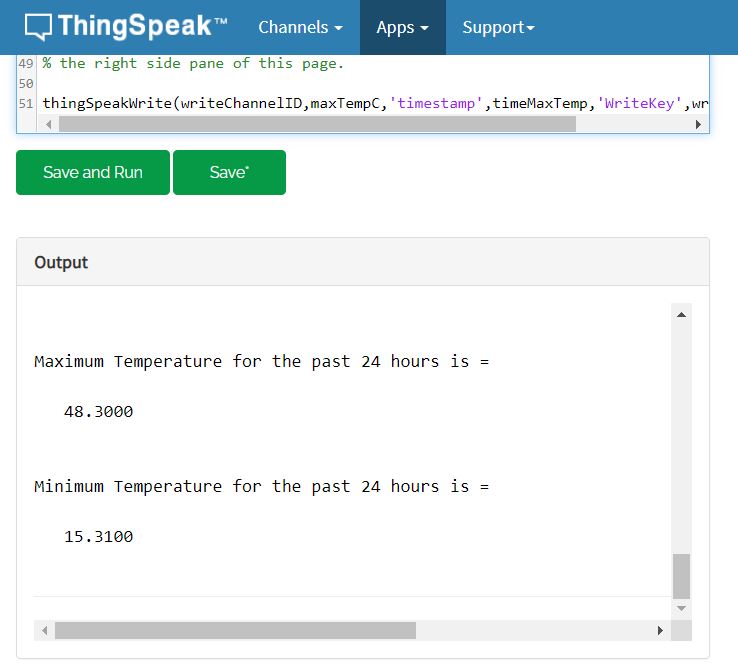 ThingSpeak™ Channels Apps Support
49 % the right side pane of this page.
50
51 thingSpeakWrite(writeChannelID,maxTempC,'timestamp',timeMaxTemp,'WriteKey',wr
Save and Run Save*
Output
Maximum Temperature for the past 24 hours is =
48.3000
Minimum Temperature for the past 24 hours is =
15.3100